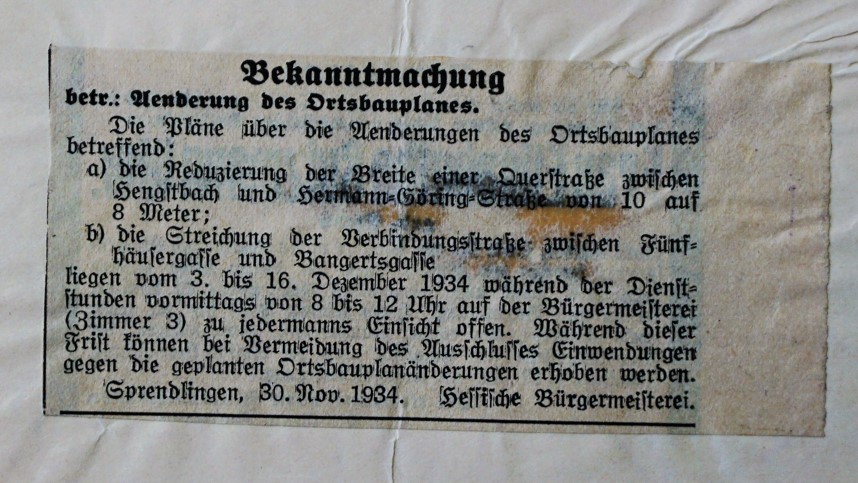 Bekanntmachung
betr.: Aenderung des Ortsbauplanes.
Die Pläne über die Aenderungen des Ortsbauplanes
betreffend:
a) die Reduzierung der Breite einer Querstraße zwischen
Hengstbach und Hermann-Göring-Straße von 10 auf
8 Meter;
b) die Streichung der Verbindungsstraße zwischen Fünf-
häusergasse und Bangertsgasse
liegen vom 3. bis 16. Dezember 1934 während der Dienst-
stunden vormittags von 8 bis 12 Uhr auf der Bürgermeisterei
(Zimmer 3) zu jedermanns Einsicht offen. Während dieser
Frist können bei Vermeidung des Ausschlusses Einwendungen
gegen die geplanten Ortsbauplanänderungen erhoben werden.
Sprendlingen, 30. Nov. 1934. Hessische Bürgermeisterei.